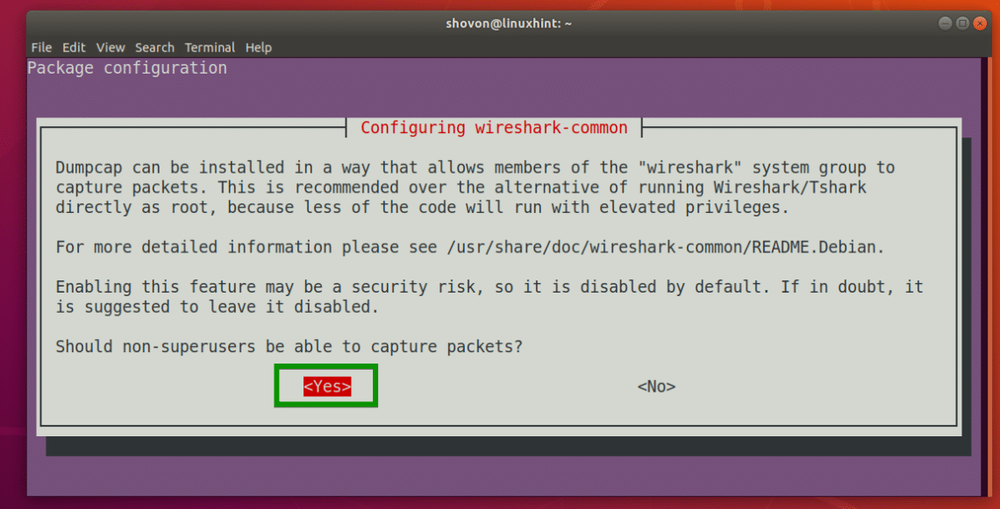 shovon@linuxhint: ~
File Edit View Search Terminal Help
Package configuration
Configuring wireshark-common
Dumpcap can be installed in a way that allows members of the "wireshark" system group to
capture packets. This is recommended over the alternative of running Wireshark/Tshark
directly as root, because less of the code will run with elevated privileges.
For more detailed information please see /usr/share/doc/wireshark-common/README.Debian.
Enabling this feature may be a security risk, so it is disabled by default. If in doubt, it
is suggested to leave it disabled.
Should non-superusers be able to capture packets?
<Yes> <No>